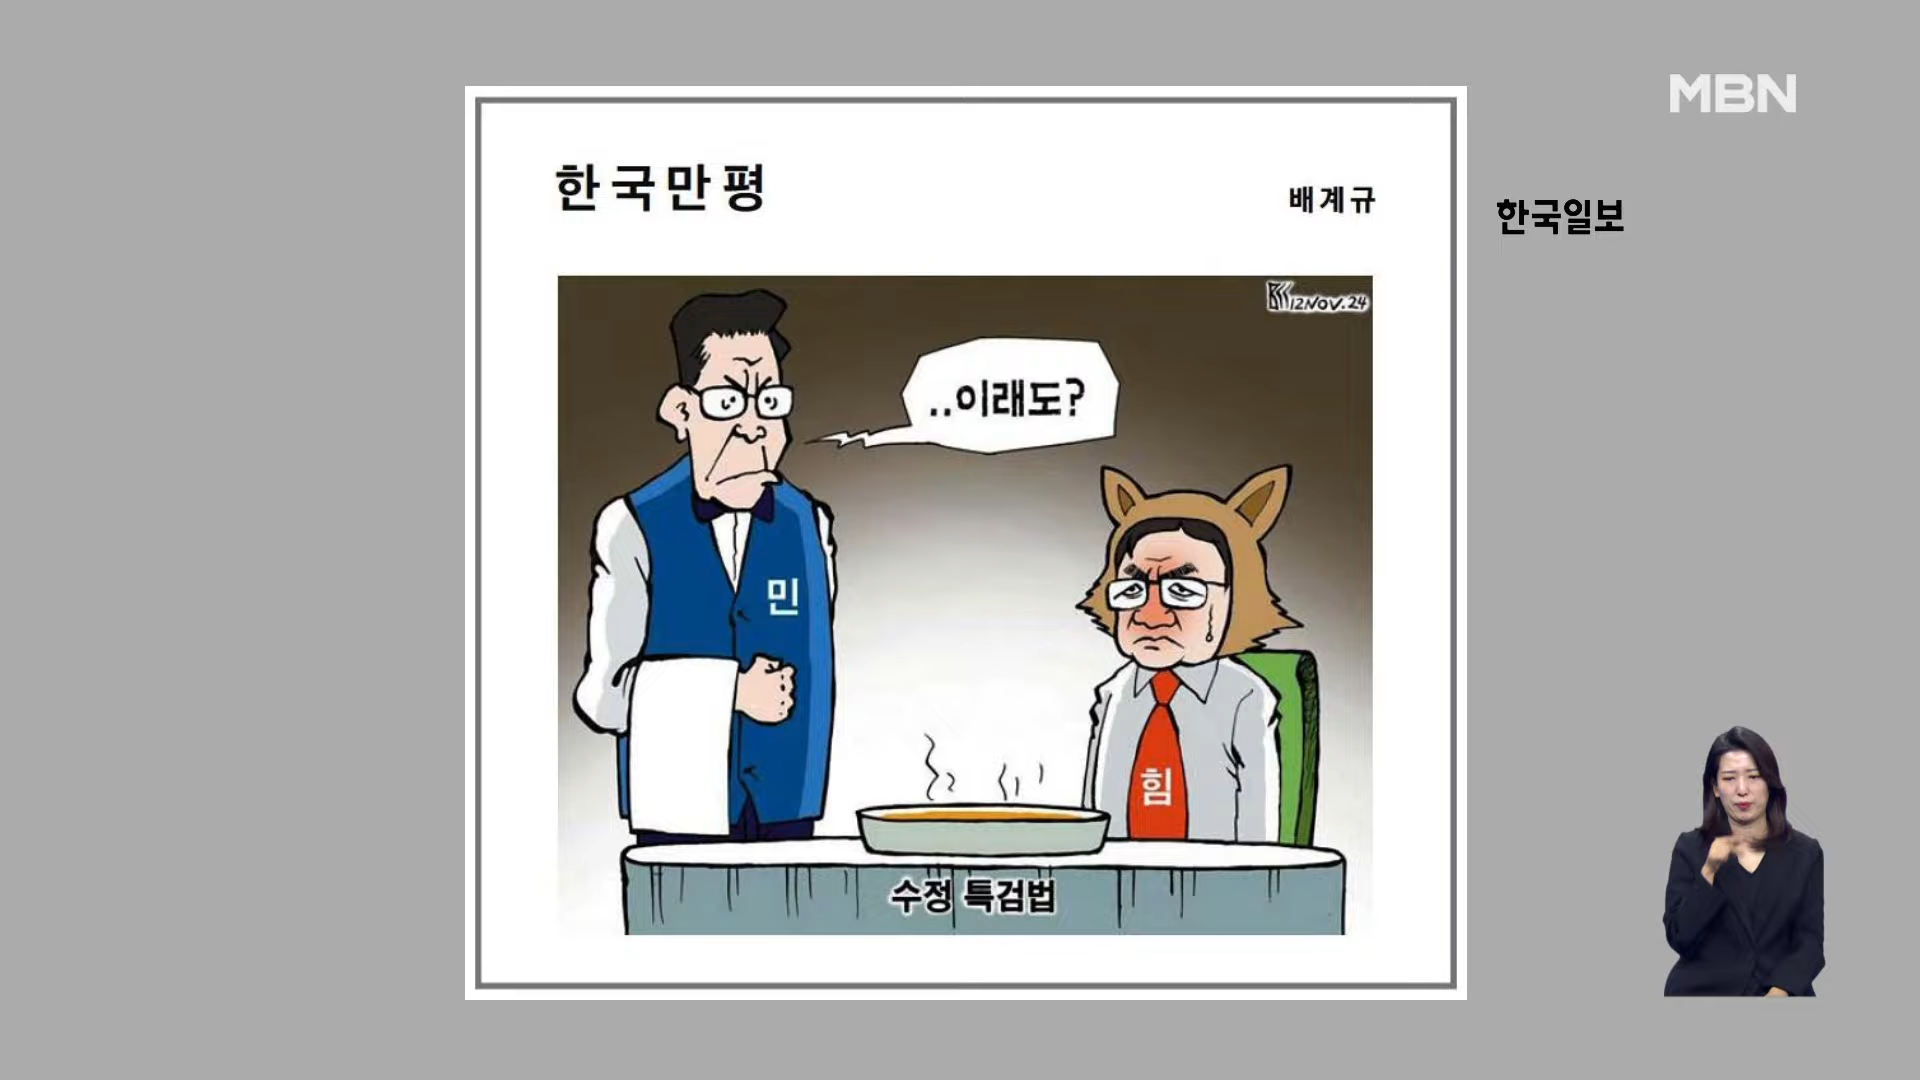 MBN
한국만평
배계규
한국일보
12NOV.24
..이래도?
민
힘
수정 특검법